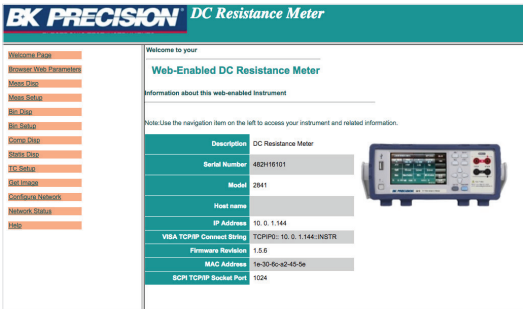 BK PRECISION® DC Resistance Meter
Welcome Page
Browser Web Parameters
Meas Disp
Meas Setup
Bin Disp
Bin Setup
Comp Disp
Statis Disp
TC Setup
Get Image
Configure Network
Network Status
Help
Welcome to your
Web-Enabled DC Resistance Meter
Information about this web-enabled Instrument
Note:Use the navigation item on the left to access your instrument and related information.
Description DC Resistance Meter
Serial Number 482H16101
Model 2841
Host name
IP Address 10. 0. 1.144
VISA TCP/IP Connect String TCPIP0:: 10. 0. 1.144::INSTR
Firmware Revision 1.5.6
MAC Address 1e-30-6c-a2-45-5e
SCPI TCP/IP Socket Port 1024